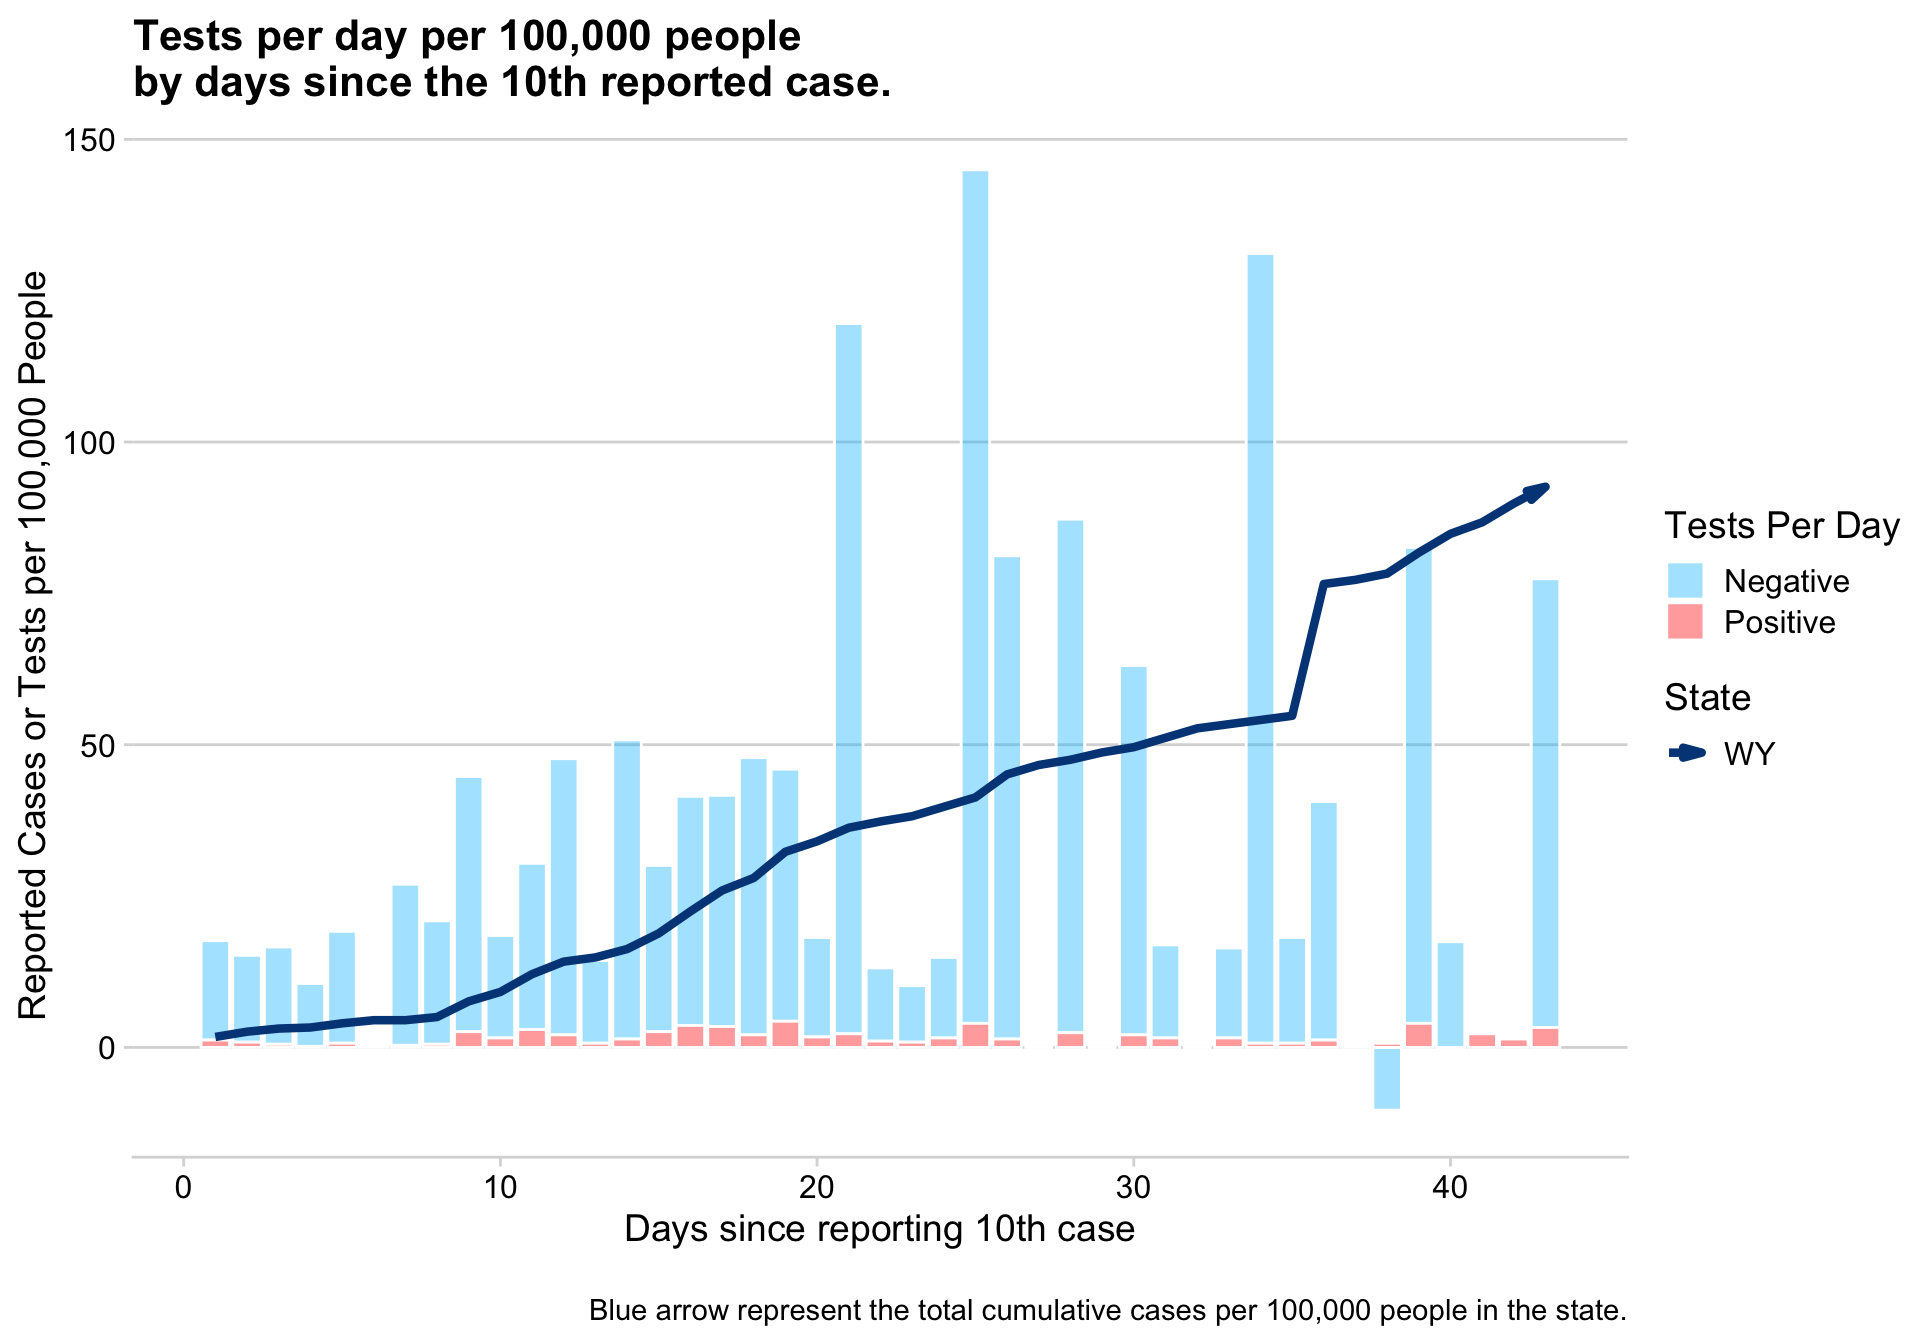 Tests per day per 100,000 people
by days since the 10th reported case.
Reported Cases or Tests per 100,000 People
150
100
50
0
0
10
20
30
40
Days since reporting 10th case
Tests Per Day
Negative
Positive
State
WY
Blue arrow represent the total cumulative cases per 100,000 people in the state.